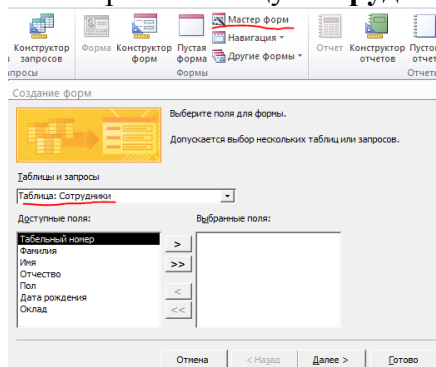 Мастер форм
Конструктор запросов
Форма
Конструктор форм
Пустая форма
Навигация
Другие формы
Отчет
Конструктор отчетов
Формы
Создание форм
Выберите поля для формы.
Допускается выбор нескольких таблиц или запросов.
Таблицы и запросы
Таблица: Сотрудники
Доступные поля:
Выбранные поля:
Табельный номер
Фамилия
Имя
Отчество
Пол
Дата рождения
Оклад
>
>>
<
<<
Отмена
< Назад
Далее >
Готово